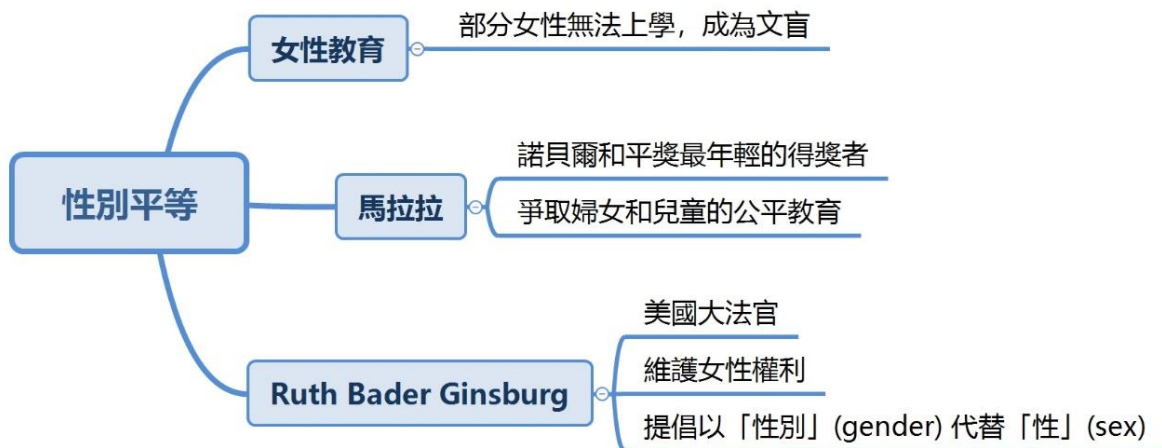 性別平等
女性教育
部分女性無法上學，成為文盲
馬拉拉
諾貝爾和平獎最年輕的得獎者
爭取婦女和兒童的公平教育
Ruth Bader Ginsburg
美國大法官
維護女性權利
提倡以「性別」(gender) 代替「性」(sex)